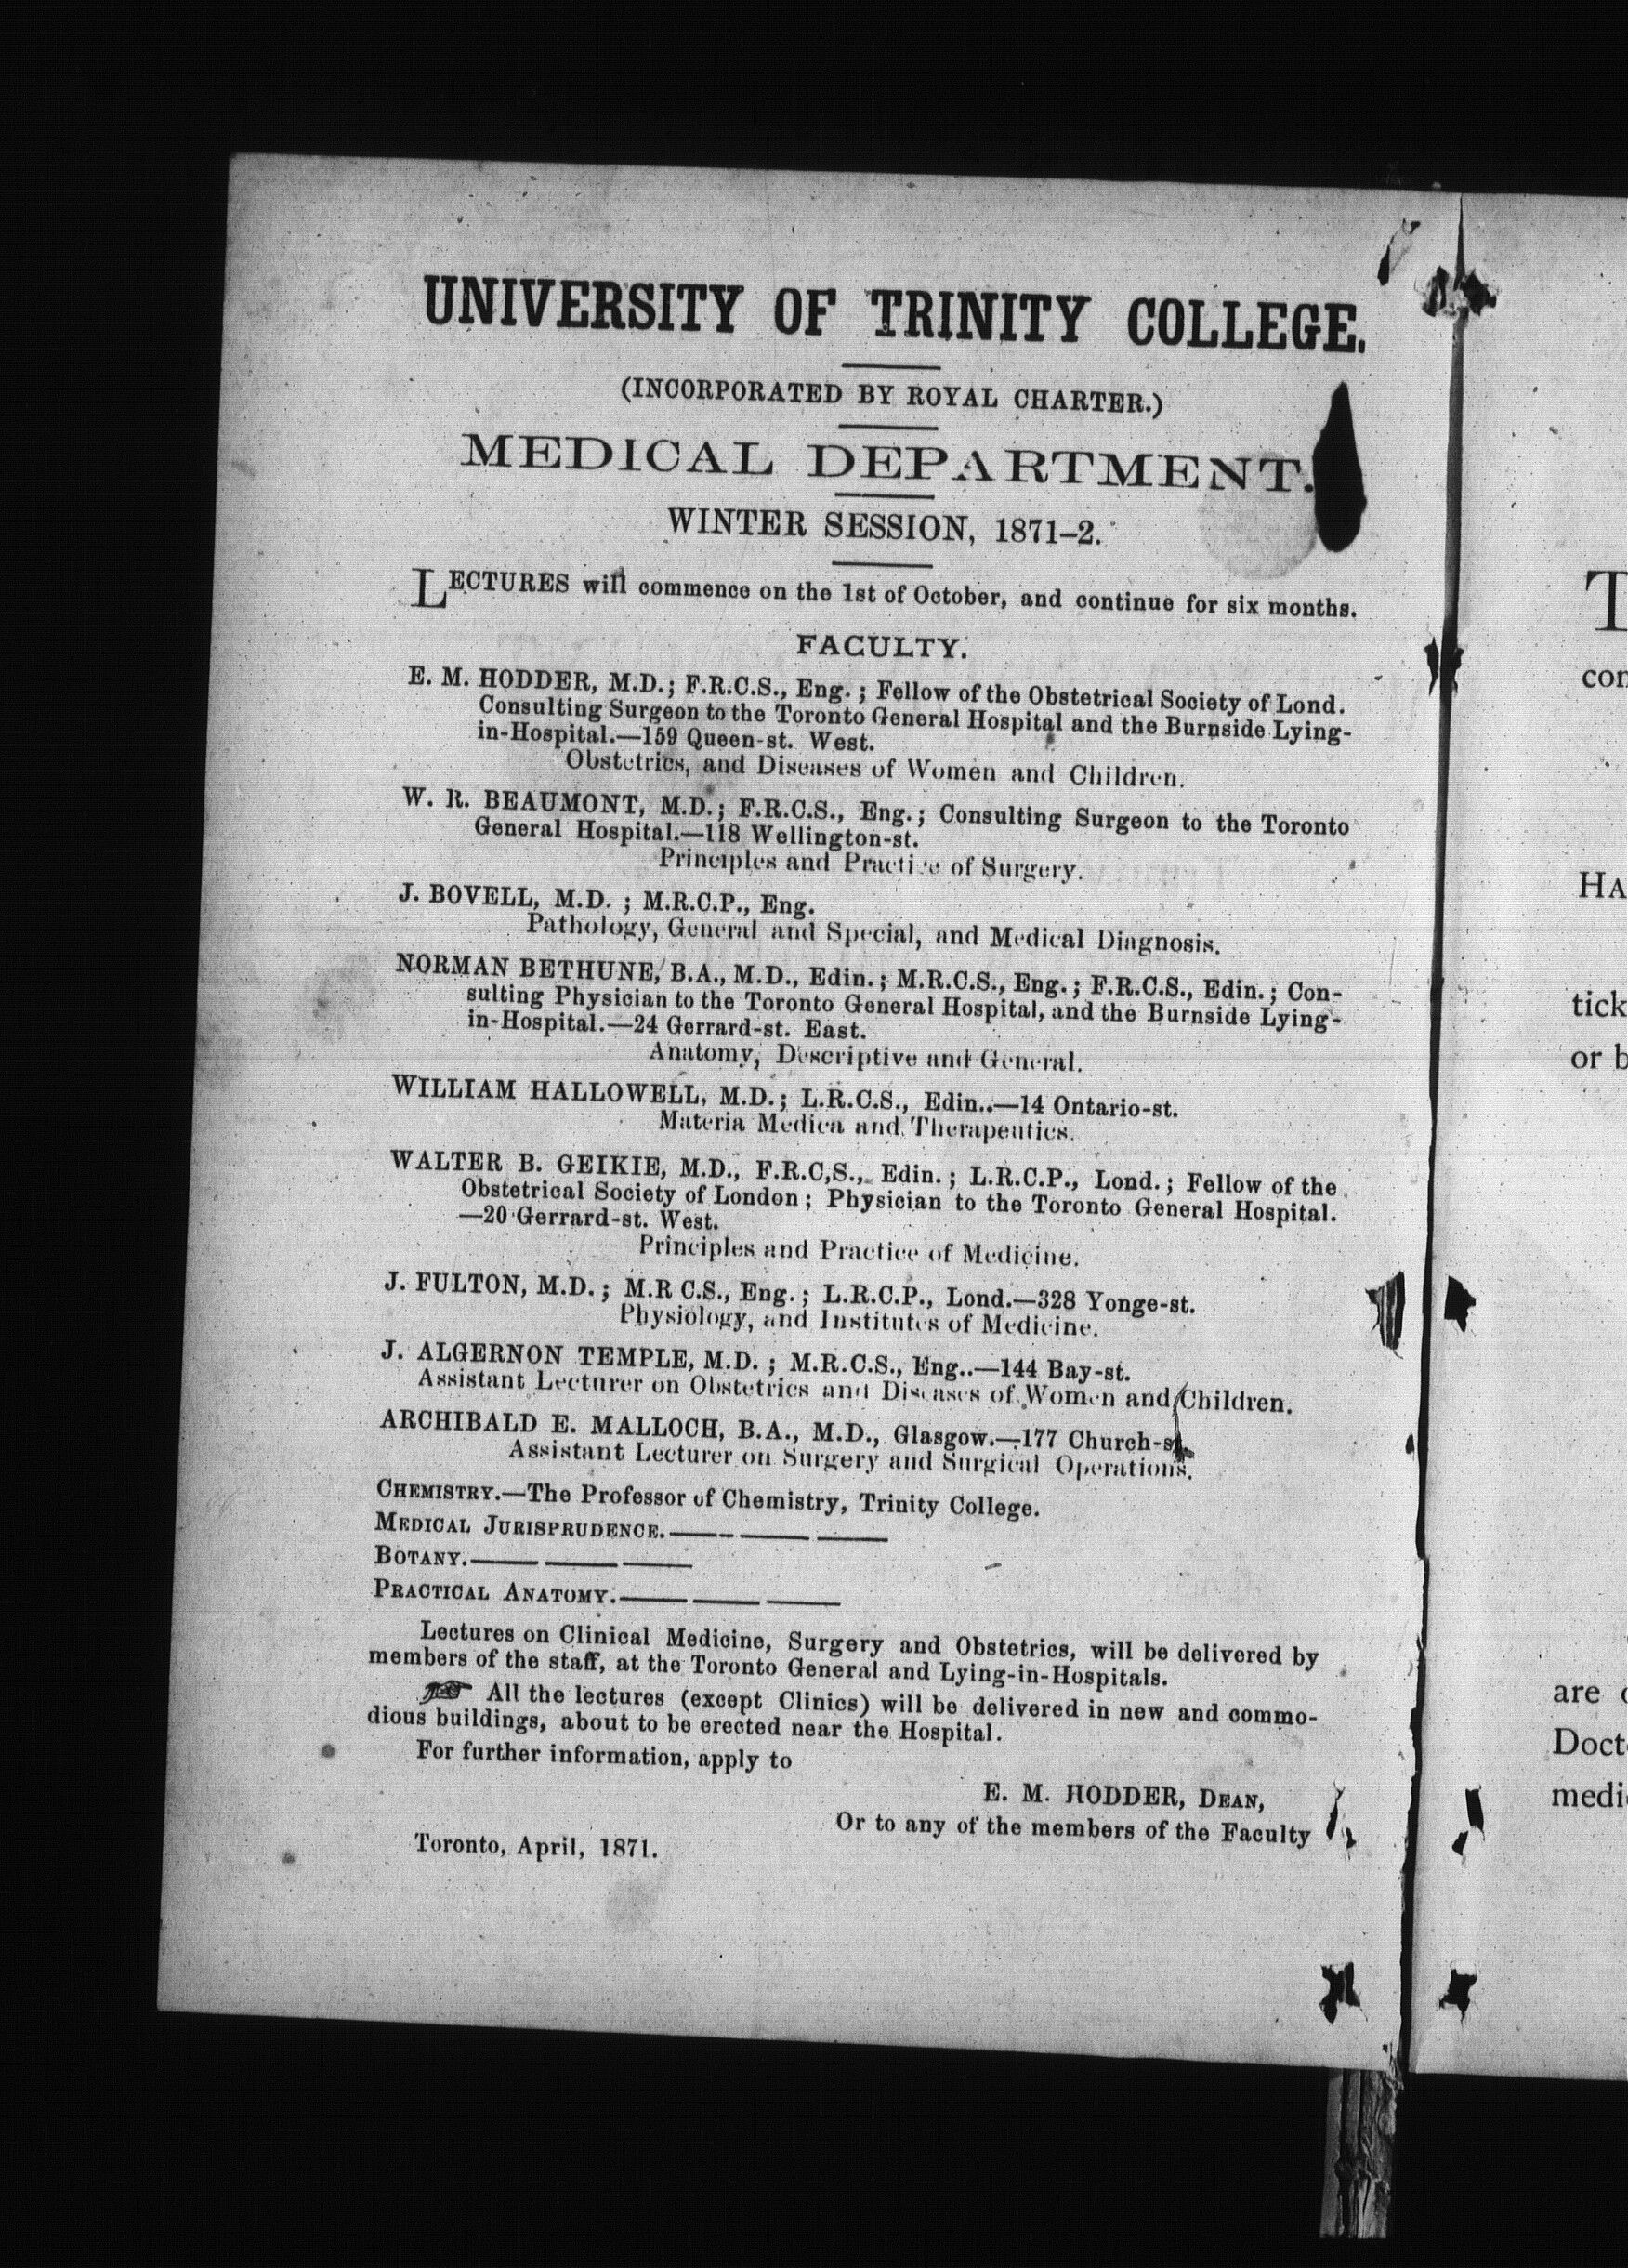 UNIVERSITY OF TRINITY COLLEGE.
(INCORPORATED BY ROYAL CHARTER.)
MEDICAL DEPARTMENT.
WINTER SESSION, 1871–2.
LECTURES will commence on the 1st of October, and continue for six months.
FACULTY.
E. M. HODDER, M.D.; F.R.C.S., Eng. ; Fellow of the Obstetrical Society of Lond.
Consulting Surgeon to the Toronto General Hospital and the Burnside Lying-
in-Hospital.—159 Queen-st. West.
Obstetrics, and Diseases of Women and Children.
W. R. BEAUMONT, M.D.; F.R.C.S., Eng.; Consulting Surgeon to the Toronto
General Hospital.—118 Wellington-st.
Principles and Practice of Surgery.
J. BOVELL, M.D. ; M.R.C.P., Eng.
Pathology, General and Special, and Medical Diagnosis.
NORMAN BETHUNE, B.A., M.D., Edin.; M.R.C.S., Eng.; F.R.C.S., Edin.; Con-
sulting Physician to the Toronto General Hospital, and the Burnside Lying-
in-Hospital.—24 Gerrard-st. East.
Anatomy, Descriptive and General.
WILLIAM HALLOWELL, M.D.; L.R.C.S., Edin..—14 Ontario-st.
Materia Medica and Therapeutics.
WALTER B. GEIKIE, M.D., F.R.C,S., Edin. ; L.R.C.P., Lond.; Fellow of the
Obstetrical Society of London; Physician to the Toronto General Hospital.
—20 Gerrard-st. West.
Principles and Practice of Medicine.
J. FULTON, M.D. ; M.R C.S., Eng. ; L.R.C.P., Lond.—328 Yonge-st.
Physiology, and Institutes of Medicine.
J. ALGERNON TEMPLE, M.D. ; M.R.C.S., Eng..—144 Bay-st.
Assistant Lecturer on Obstetrics and Diseases of Women and Children.
ARCHIBALD E. MALLOCH, B.A., M.D., Glasgow.—177 Church-st.
Assistant Lecturer on Surgery and Surgical Operations.
CHEMISTRY.—The Professor of Chemistry, Trinity College.
MEDICAL JURISPRUDENCE.—— —— ——
BOTANY.—— —— ——
PRACTICAL ANATOMY.—— —— ——
Lectures on Clinical Medicine, Surgery and Obstetrics, will be delivered by
members of the staff, at the Toronto General and Lying-in-Hospitals.
☞ All the lectures (except Clinics) will be delivered in new and commo-
dious buildings, about to be erected near the Hospital.
For further information, apply to
E. M. HODDER, DEAN,
Or to any of the members of the Faculty
Toronto, April, 1871.
T
con
HA
tick
or b
are
Doct
medi